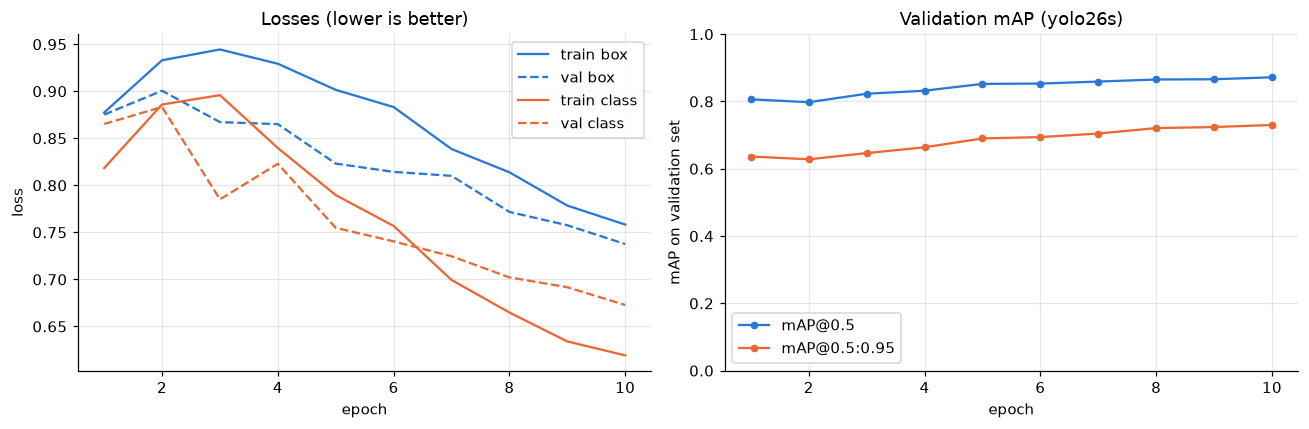 Losses (lower is better)
0.95
0.90
0.85
0.80
0.75
0.70
0.65
loss
2
4
6
8
10
epoch
train box
val box
train class
val class
Validation mAP (yolo26s)
1.0
0.8
0.6
0.4
0.2
0.0
mAP on validation set
2
4
6
8
10
epoch
mAP@0.5
mAP@0.5:0.95